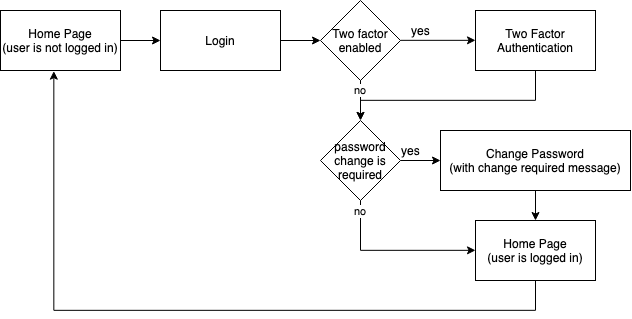 Home Page
(user is not logged in)
Login
Two factor
enabled
yes
Two Factor
Authentication
no
password
change is
required
yes
Change Password
(with change required message)
no
Home Page
(user is logged in)